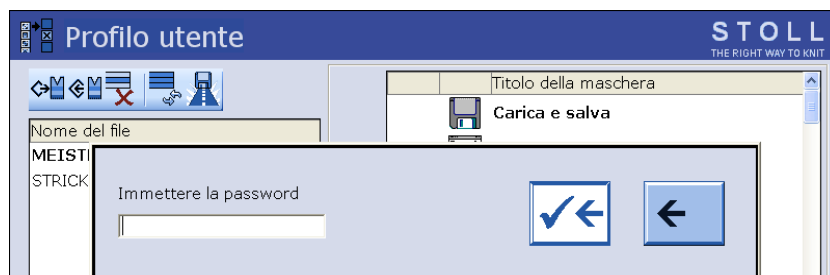 Profilo utente
STOLL
THE RIGHT WAY TO KNIT
Titolo della maschera
Carica e salva
Nome del file
STRICK
Immettere la password